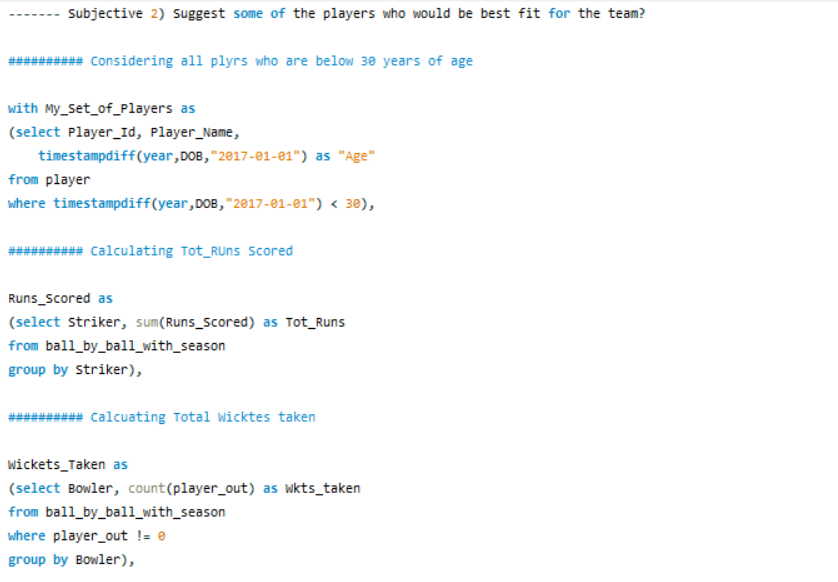 ------- Subjective 2) Suggest some of the players who would be best fit for the team?
########## Considering all plyrs who are below 30 years of age
with My_Set_of_Players as
(select Player_Id, Player_Name,
timestampdiff(year,DOB,"2017-01-01") as "Age"
from player
where timestampdiff(year,DOB,"2017-01-01") < 30),
########## Calculating Tot_RUns Scored
Runs_Scored as
(select Striker, sum(Runs_Scored) as Tot_Runs
from ball_by_ball_with_season
group by Striker),
########## Calcuating Total Wicktes taken
Wickets_Taken as
(select Bowler, count(player_out) as Wkts_taken
from ball_by_ball_with_season
where player_out != 0
group by Bowler),